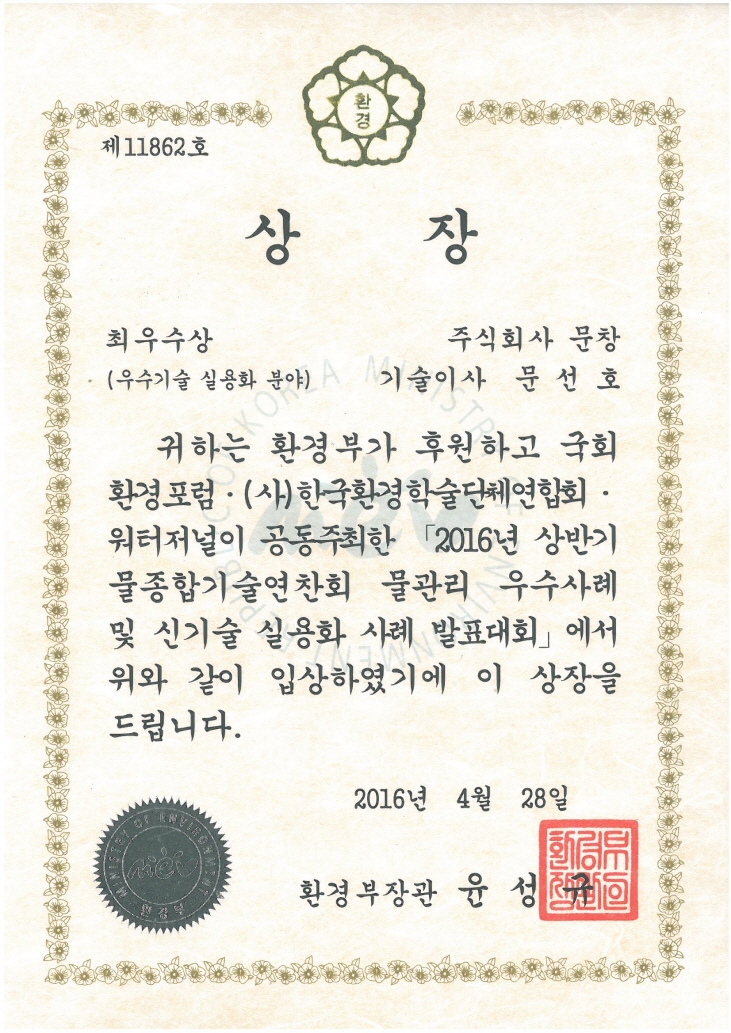 환경
제11862호
상 장
최우수상 주식회사 문창
(우수기술 실용화 분야) 기술이사 문 선 호
귀하는 환경부가 후원하고 국회
환경포럼·(사)한국환경학술단체연합회·
워터저널이 공동주최한 「2016년 상반기
물종합기술연찬회 물관리 우수사례
및 신기술 실용화 사례 발표대회」에서
위와 같이 입상하였기에 이 상장을
드립니다.
2016년 4월 28일
환경부장관 윤 성 규
MINISTRY OF ENVIRONMENT
환경부